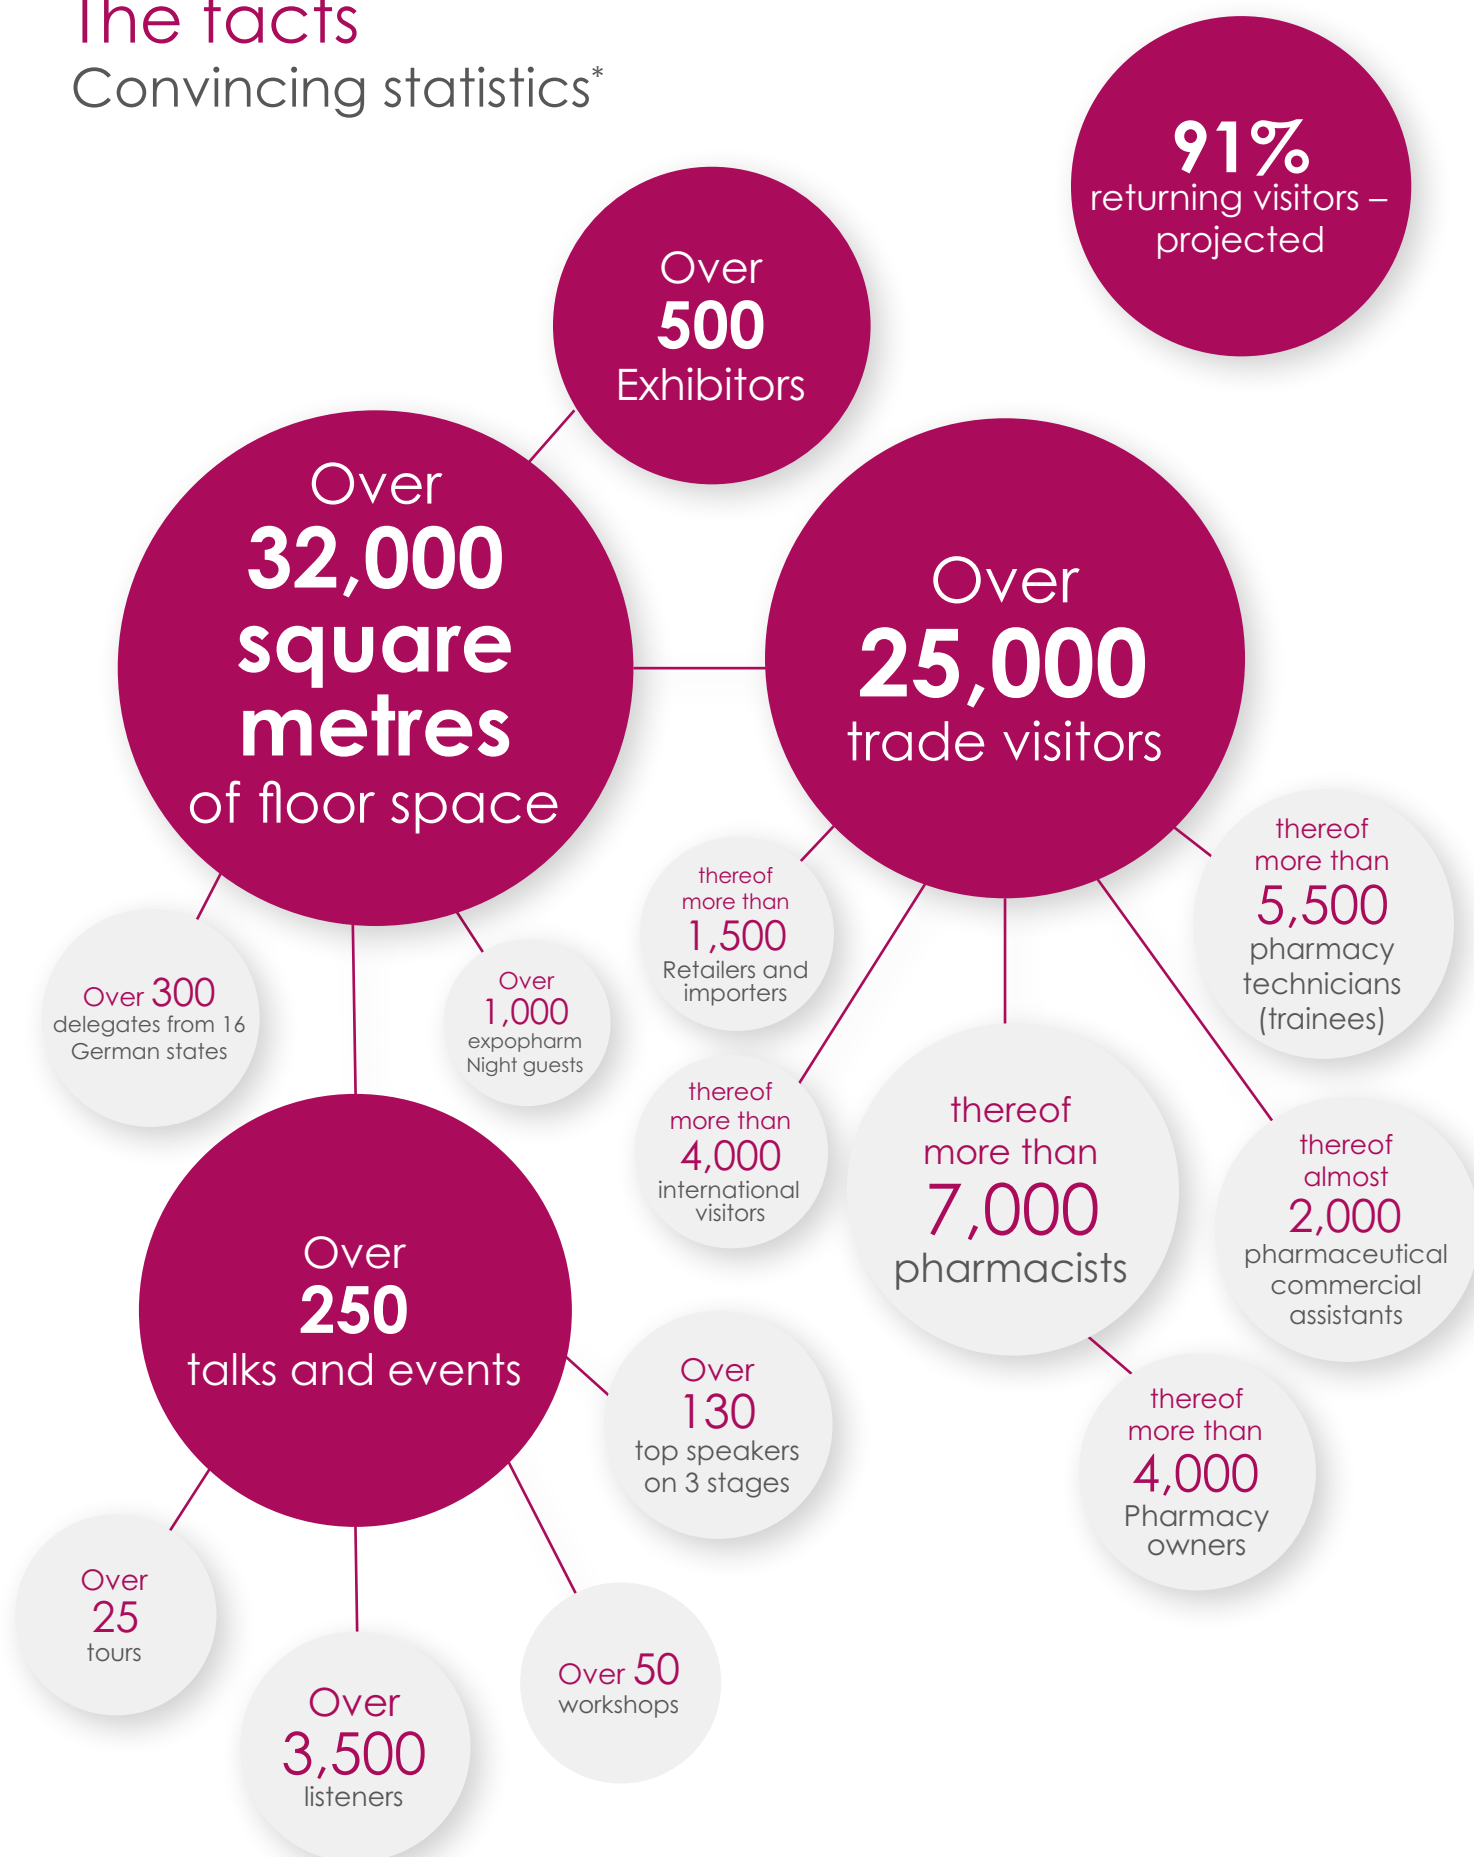 The facts
Convincing statistics*
91%
returning visitors –
projected
Over
500
Exhibitors
Over
32,000
square
metres
of floor space
Over
25,000
trade visitors
thereof
more than
1,500
Retailers and
importers
thereof
more than
5,500
pharmacy
technicians
(trainees)
Over 300
delegates from 16
German states
Over
1,000
expopharm
Night guests
thereof
more than
4,000
international
visitors
thereof
more than
7,000
pharmacists
thereof
almost
2,000
pharmaceutical
commercial
assistants
Over
250
talks and events
Over
130
top speakers
on 3 stages
thereof
more than
4,000
Pharmacy
owners
Over
25
tours
Over
3,500
listeners
Over 50
workshops